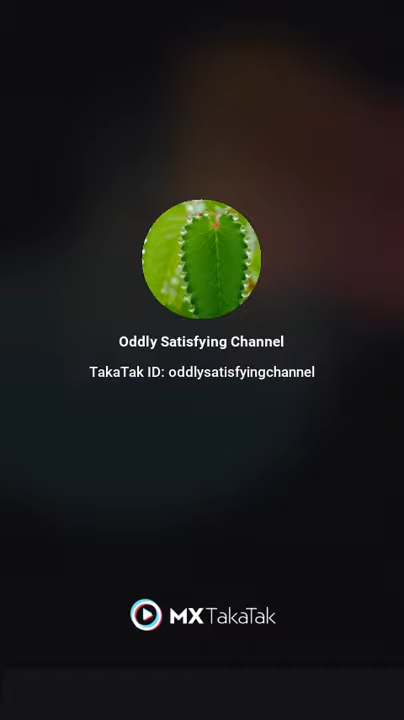 Oddly Satisfying Channel
TakaTak ID: oddlysatisfyingchannel
MX TakaTak